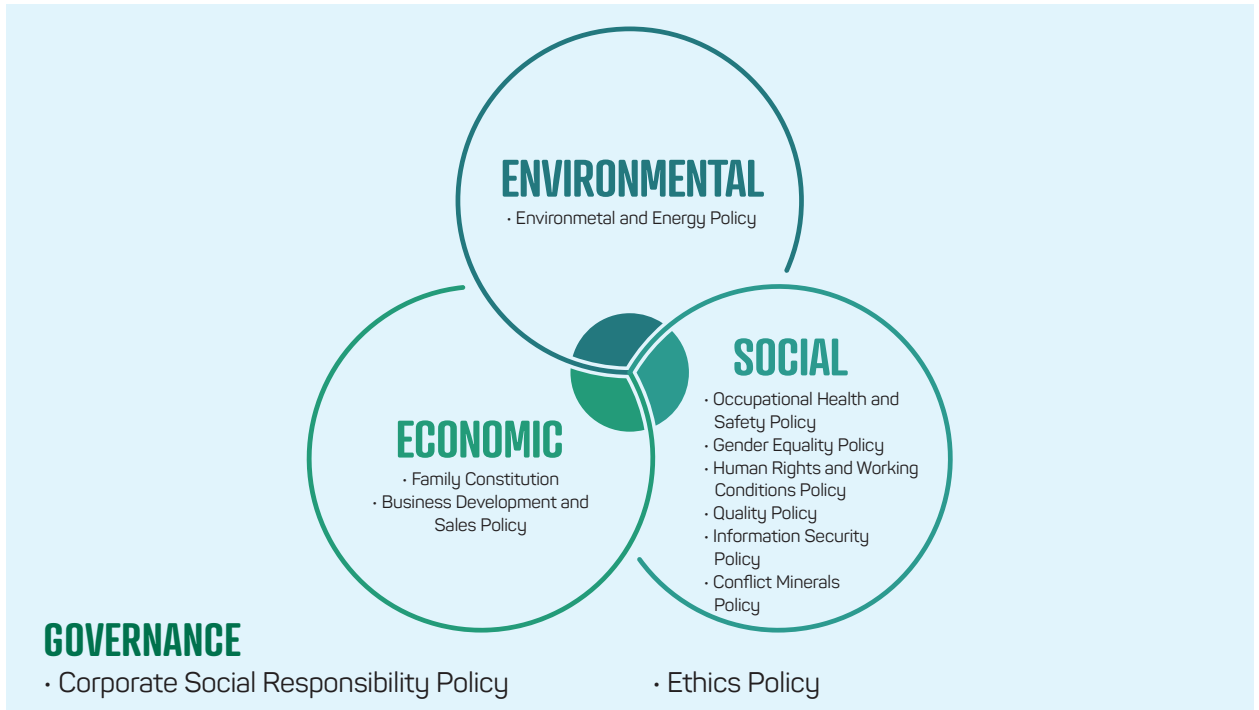 ENVIRONMENTAL
· Environmetal and Energy Policy
SOCIAL
· Occupational Health and
Safety Policy
· Gender Equality Policy
· Human Rights and Working
Conditions Policy
· Quality Policy
· Information Security
Policy
· Conflict Minerals
Policy
ECONOMIC
· Family Constitution
· Business Development and
Sales Policy
GOVERNANCE
· Corporate Social Responsibility Policy
· Ethics Policy